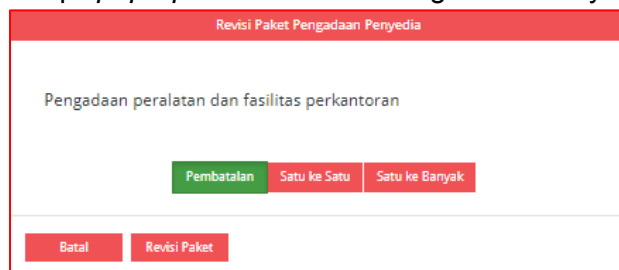 Revisi Paket Pengadaan Penyedia
Pengadaan peralatan dan fasilitas perkantoran
Pembatalan Satu ke Satu Satu ke Banyak
Batal Revisi Paket